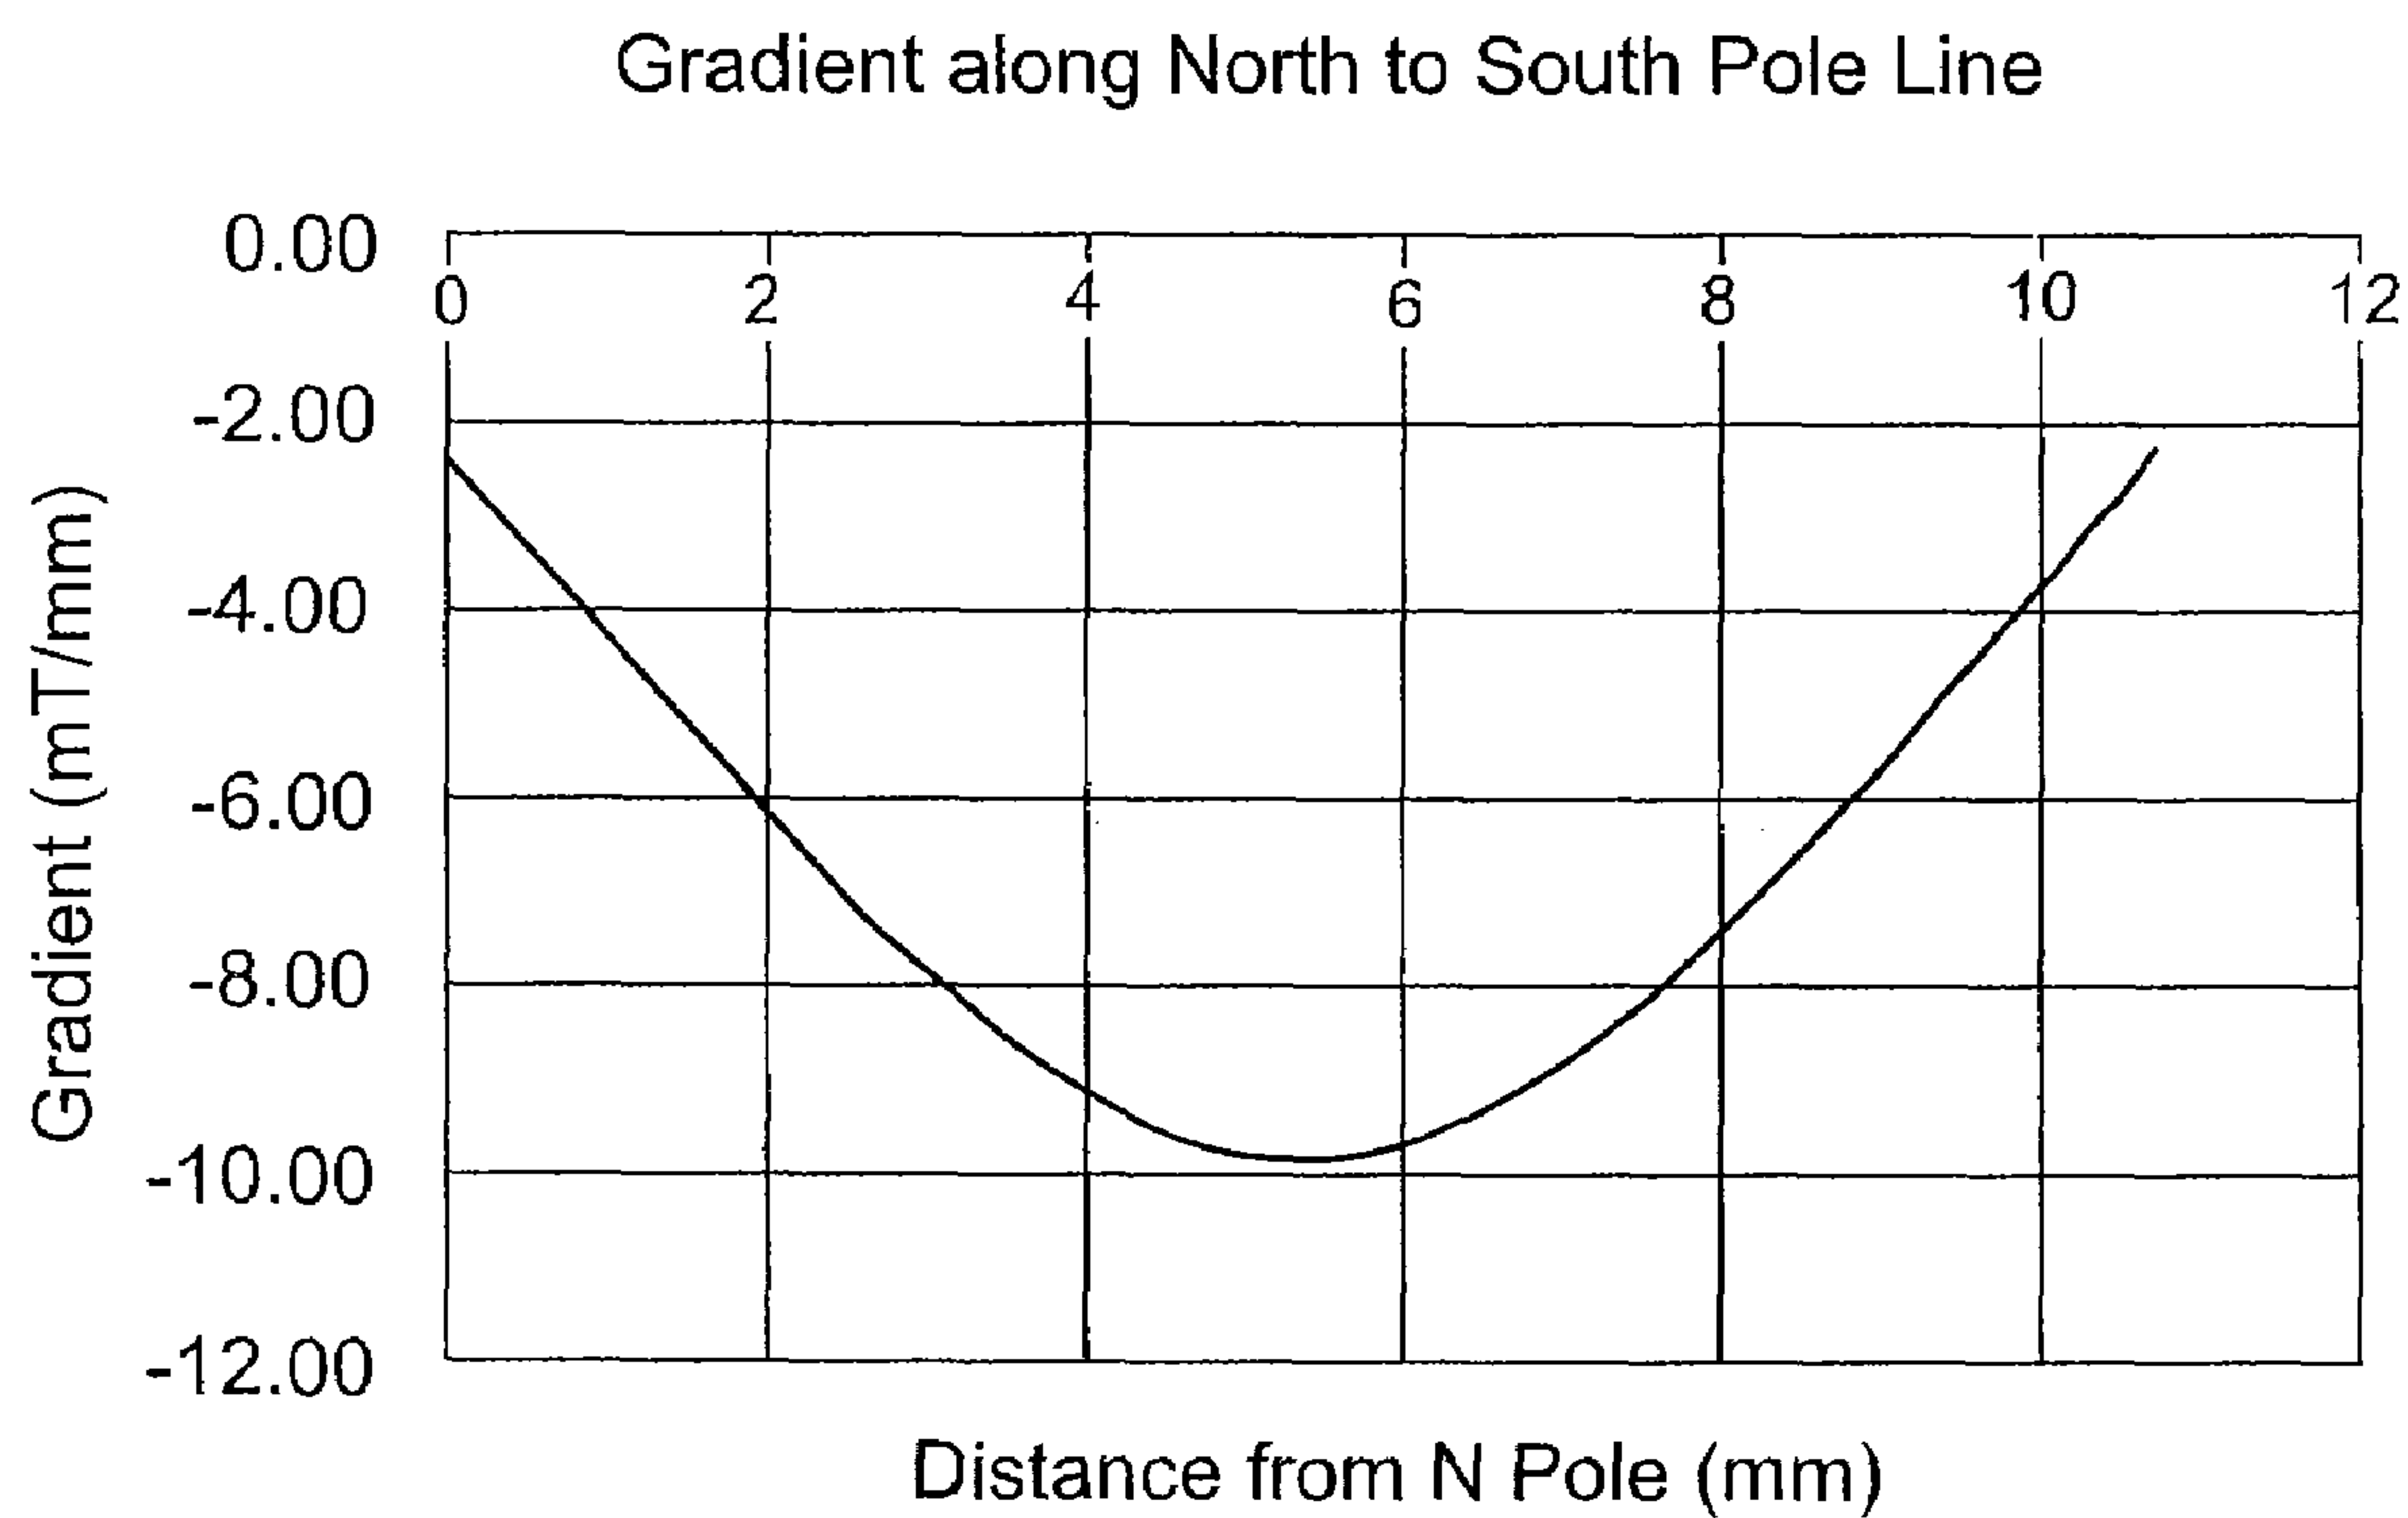 Gradient along North to South Pole Line
0.00
0 2 4 6 8 10 12
-2.00
-4.00
-6.00
-8.00
-10.00
-12.00
Gradient (mT/mm)
Distance from N Pole (mm)